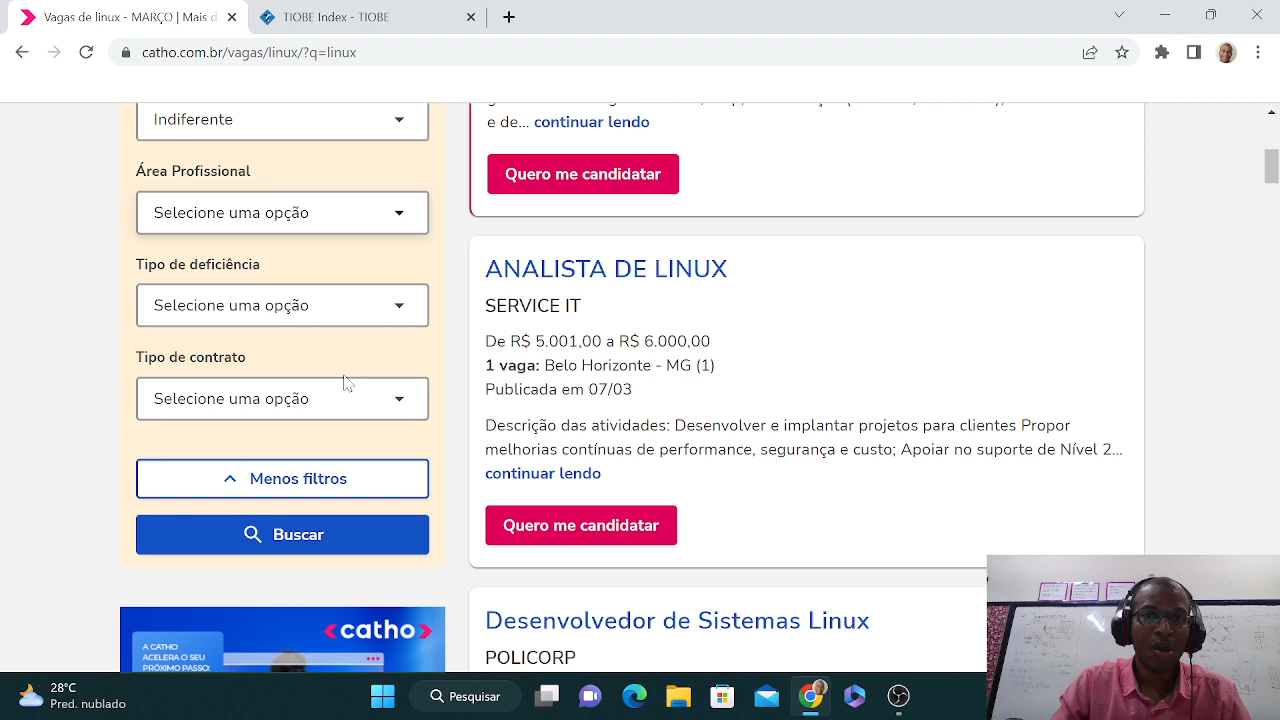 Vagas de linux - MARÇO | Mais d
TIOBE Index - TIOBE
catho.com.br/vagas/linux/?q=linux
Indiferente
Área Profissional
Selecione uma opção
Tipo de deficiência
Selecione uma opção
Tipo de contrato
Selecione uma opção
Menos filtros
Buscar
catho
A CATHO
ACELERA O SEU
PRÓXIMO PASSO:
e de... continuar lendo
Quero me candidatar
ANALISTA DE LINUX
SERVICE IT
De R$ 5.001,00 a R$ 6.000,00
1 vaga: Belo Horizonte - MG (1)
Publicada em 07/03
Descrição das atividades: Desenvolver e implantar projetos para clientes Propor
melhorias contínuas de performance, segurança e custo; Apoiar no suporte de Nível 2...
continuar lendo
Quero me candidatar
Desenvolvedor de Sistemas Linux
POLICORP
28°C
Pred. nublado
Pesquisar